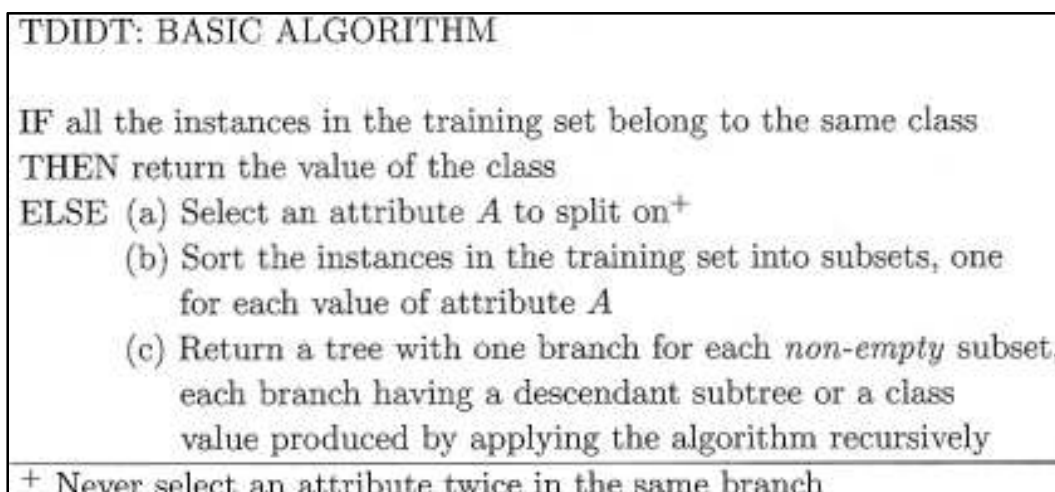 TDIDT: BASIC ALGORITHM
IF all the instances in the training set belong to the same class
THEN return the value of the class
ELSE (a) Select an attribute A to split on+
(b) Sort the instances in the training set into subsets, one
for each value of attribute A
(c) Return a tree with one branch for each non-empty subset,
each branch having a descendant subtree or a class
value produced by applying the algorithm recursively
+ Never select an attribute twice in the same branch